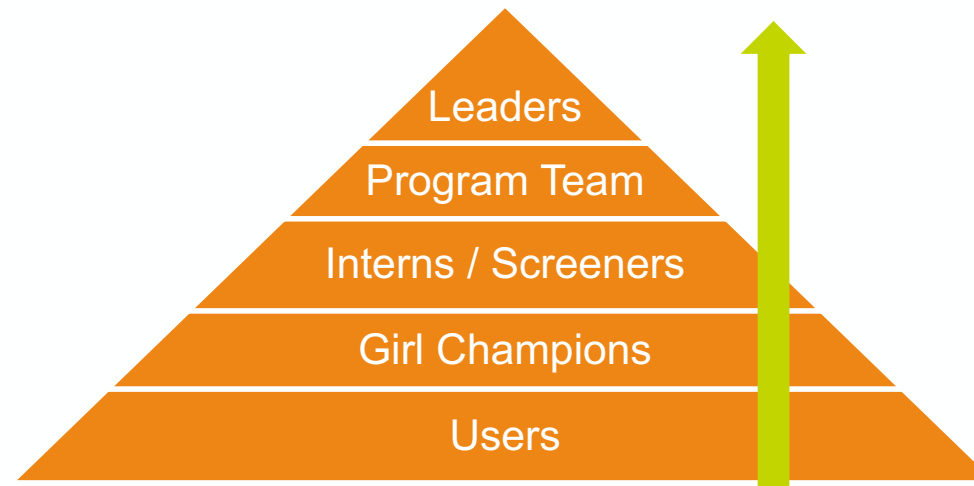 Leaders
Program Team
Interns / Screeners
Girl Champions
Users